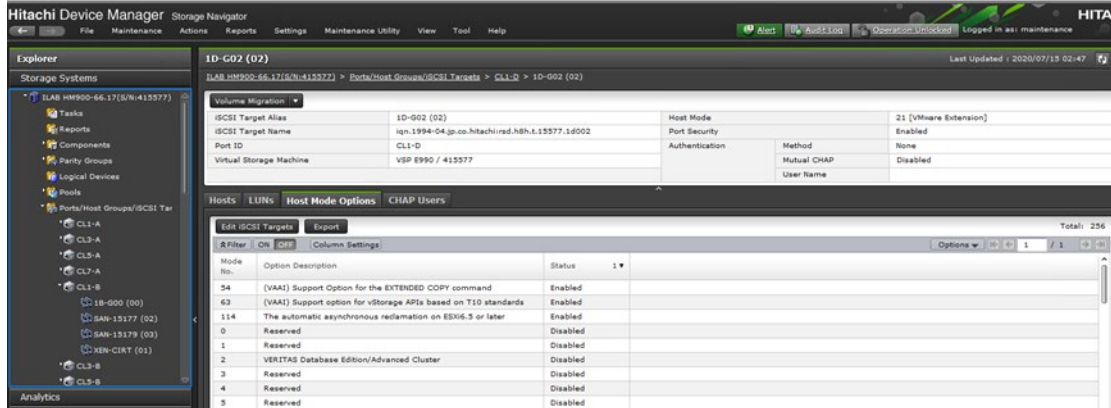 Hitachi Device Manager Storage Navigator
HITA
File Maintenance Actions Reports Settings Maintenance Utility View Tool Help
Alert Audit Log Operation Unlocked Logged in as: maintenance
Explorer
Storage Systems
ILAB HM900-66.17(S/N:415577)
Tasks
Reports
Components
Parity Groups
Logical Devices
Pools
Ports/Host Groups/iSCSI Tar
CL1-A
CL3-A
CL5-A
CL7-A
CL1-B
1B-G00 (00)
SAN-15177 (02)
SAN-15179 (03)
XEN-CIRT (01)
CL3-B
CL5-B
Analytics
1D-G02 (02)
Last Updated : 2020/07/15 02:47
ILAB HM900-66.17(S/N:415577) > Ports/Host Groups/iSCSI Targets > CL1-D > 1D-G02 (02)
Volume Migration
iSCSI Target Alias 1D-G02 (02) Host Mode 21 [VMware Extension]
iSCSI Target Name iqn.1994-04.jp.co.hitachi:rsd.h8h.t.15577.1d002 Port Security Enabled
Port ID CL1-D Authentication Method None
Virtual Storage Machine VSP E990 / 415577 Mutual CHAP Disabled
User Name
Hosts LUNs Host Mode Options CHAP Users
Edit iSCSI Targets Export Total: 256
Filter ON OFF Column Settings Options 1 / 1
Mode No. Option Description Status 1
54 (VAAI) Support Option for the EXTENDED COPY command Enabled
63 (VAAI) Support option for vStorage APIs based on T10 standards Enabled
114 The automatic asynchronous reclamation on ESXi6.5 or later Enabled
0 Reserved Disabled
1 Reserved Disabled
2 VERITAS Database Edition/Advanced Cluster Disabled
3 Reserved Disabled
4 Reserved Disabled
5 Reserved Disabled